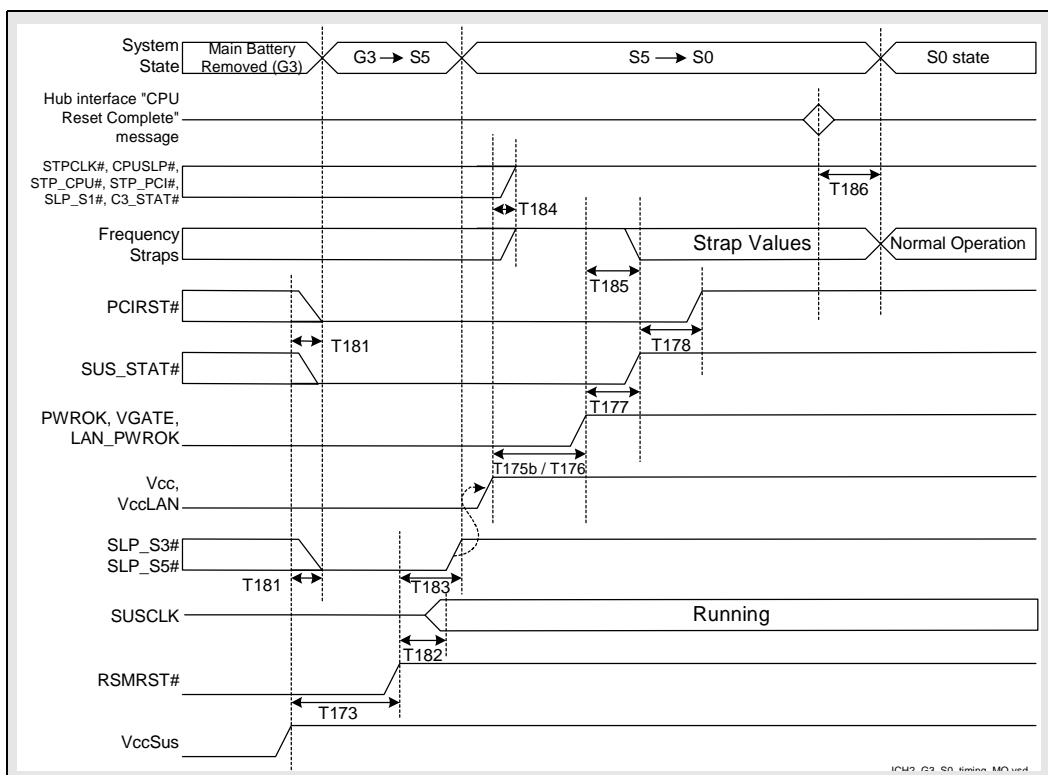 System
State
Main Battery
Removed (G3)
G3 → S5
S5 → S0
S0 state
Hub interface "CPU
Reset Complete"
message
T186
STPCLK#, CPUSLP#,
STP_CPU#, STP_PCI#,
SLP_S1#, C3_STAT#
T184
Frequency
Straps
Strap Values
Normal Operation
T185
PCIRST#
T181
T178
SUS_STAT#
T177
PWROK, VGATE,
LAN_PWROK
T175b / T176
Vcc,
VccLAN
SLP_S3#
SLP_S5#
T181
T183
SUSCLK
Running
T182
RSMRST#
T173
VccSus